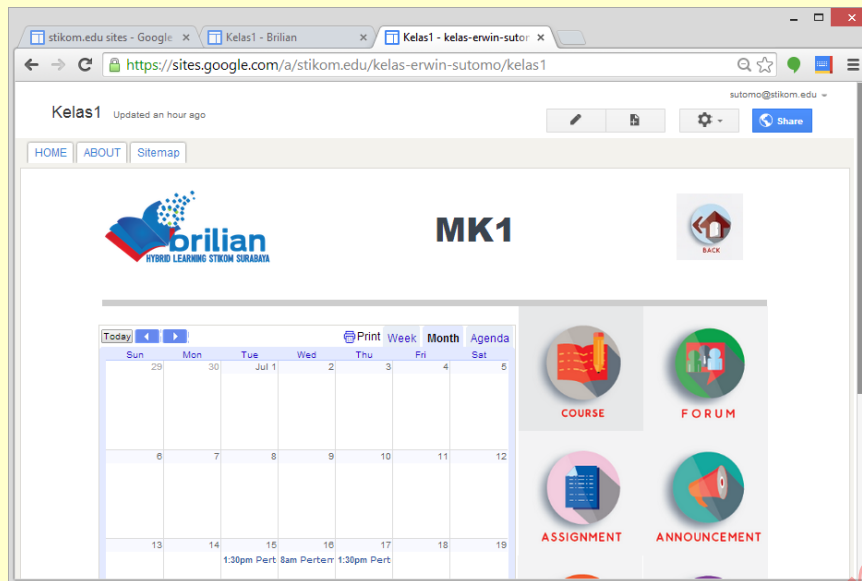 stikom.edu sites - Google
Kelas1 - Brilian
Kelas1 - kelas-erwin-sutor
https://sites.google.com/a/stikom.edu/kelas-erwin-sutomo/kelas1
sutomo@stikom.edu
Kelas1 Updated an hour ago
Share
HOME ABOUT Sitemap
brilian
HYBRID LEARNING STIKOM SURABAYA
MK1
BACK
Today Print Week Month Agenda
Sun Mon Tue Wed Thu Fri Sat
29 30 Jul 1 2 3 4 5
6 7 8 9 10 11 12
13 14 15 16 17 18 19
1:30pm Pert 8am Pertem 1:30pm Pert
COURSE FORUM
ASSIGNMENT ANNOUNCEMENT